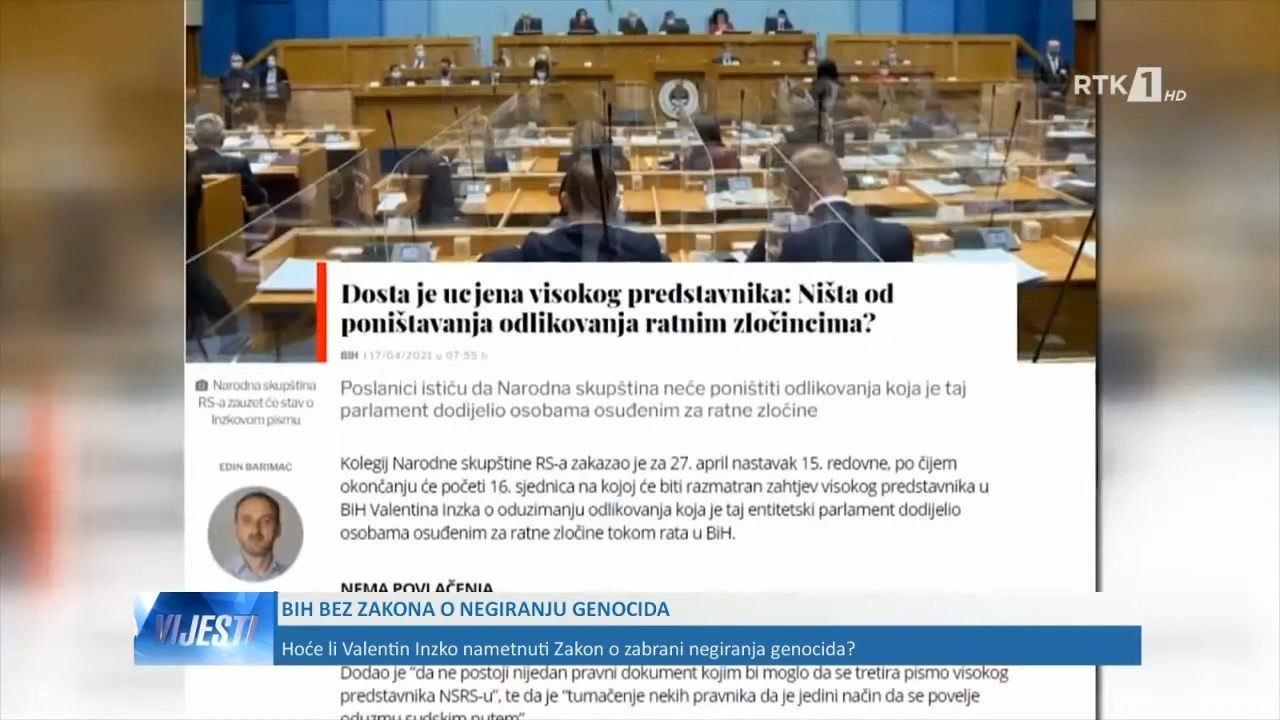 RTK 1 HD
Dosta je ucjena visokog predstavnika: Ništa od
poništavanja odlikovanja ratnim zločincima?
BIH | 17/04/2021 u 07:55 h
Narodna skupština
RS-a zauzet će stav o
Inzkovom pismu
Poslanici ističu da Narodna skupština neće poništiti odlikovanja koja je taj
parlament dodijelio osobama osuđenim za ratne zločine
EDIN BARIMAC
Kolegij Narodne skupštine RS-a zakazao je za 27. april nastavak 15. redovne, po čijem
okončanju će početi 16. sjednica na kojoj će biti razmatran zahtjev visokog predstavnika u
BiH Valentina Inzka o oduzimanju odlikovanja koja je taj entitetski parlament dodijelio
osobama osuđenim za ratne zločine tokom rata u BiH.
NEMA POVLAČENJA
VIJESTI
BIH BEZ ZAKONA O NEGIRANJU GENOCIDA
Hoće li Valentin Inzko nametnuti Zakon o zabrani negiranja genocida?
Dodao je “da ne postoji nijedan pravni dokument kojim bi moglo da se tretira pismo visokog
predstavnika NSRS-u”, te da je “tumačenje nekih pravnika da je jedini način da se povelje
oduzmu sudskim putem”